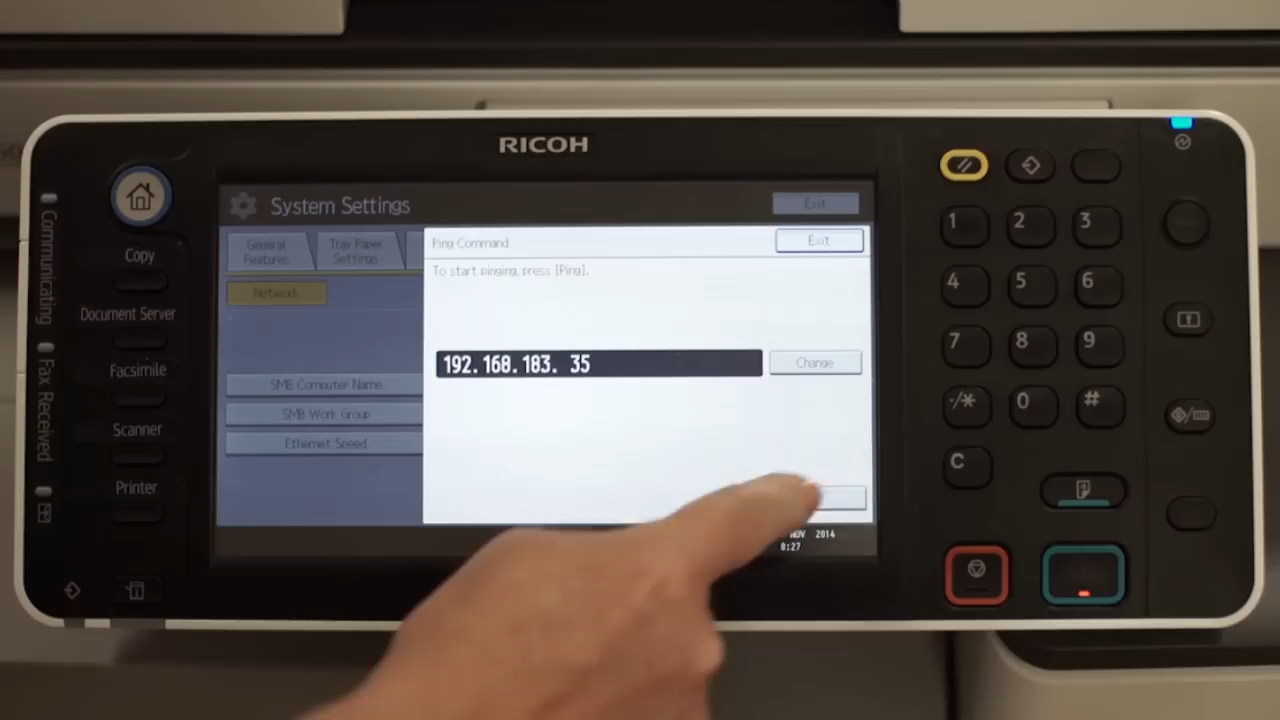 RICOH
System Settings
Exit
General
Features
Tray Paper
Settings
Network
SMB Computer Name
SMB Work Group
Ethernet Speed
Ping Command
Exit
To start pinging, press [Ping].
192.168.183. 35
Change
NOV 2014
8:27
Communicating
Fax Received
Copy
Document Server
Facsimile
Scanner
Printer
1 2 3
4 5 6
7 8 9
·/* 0 #
C